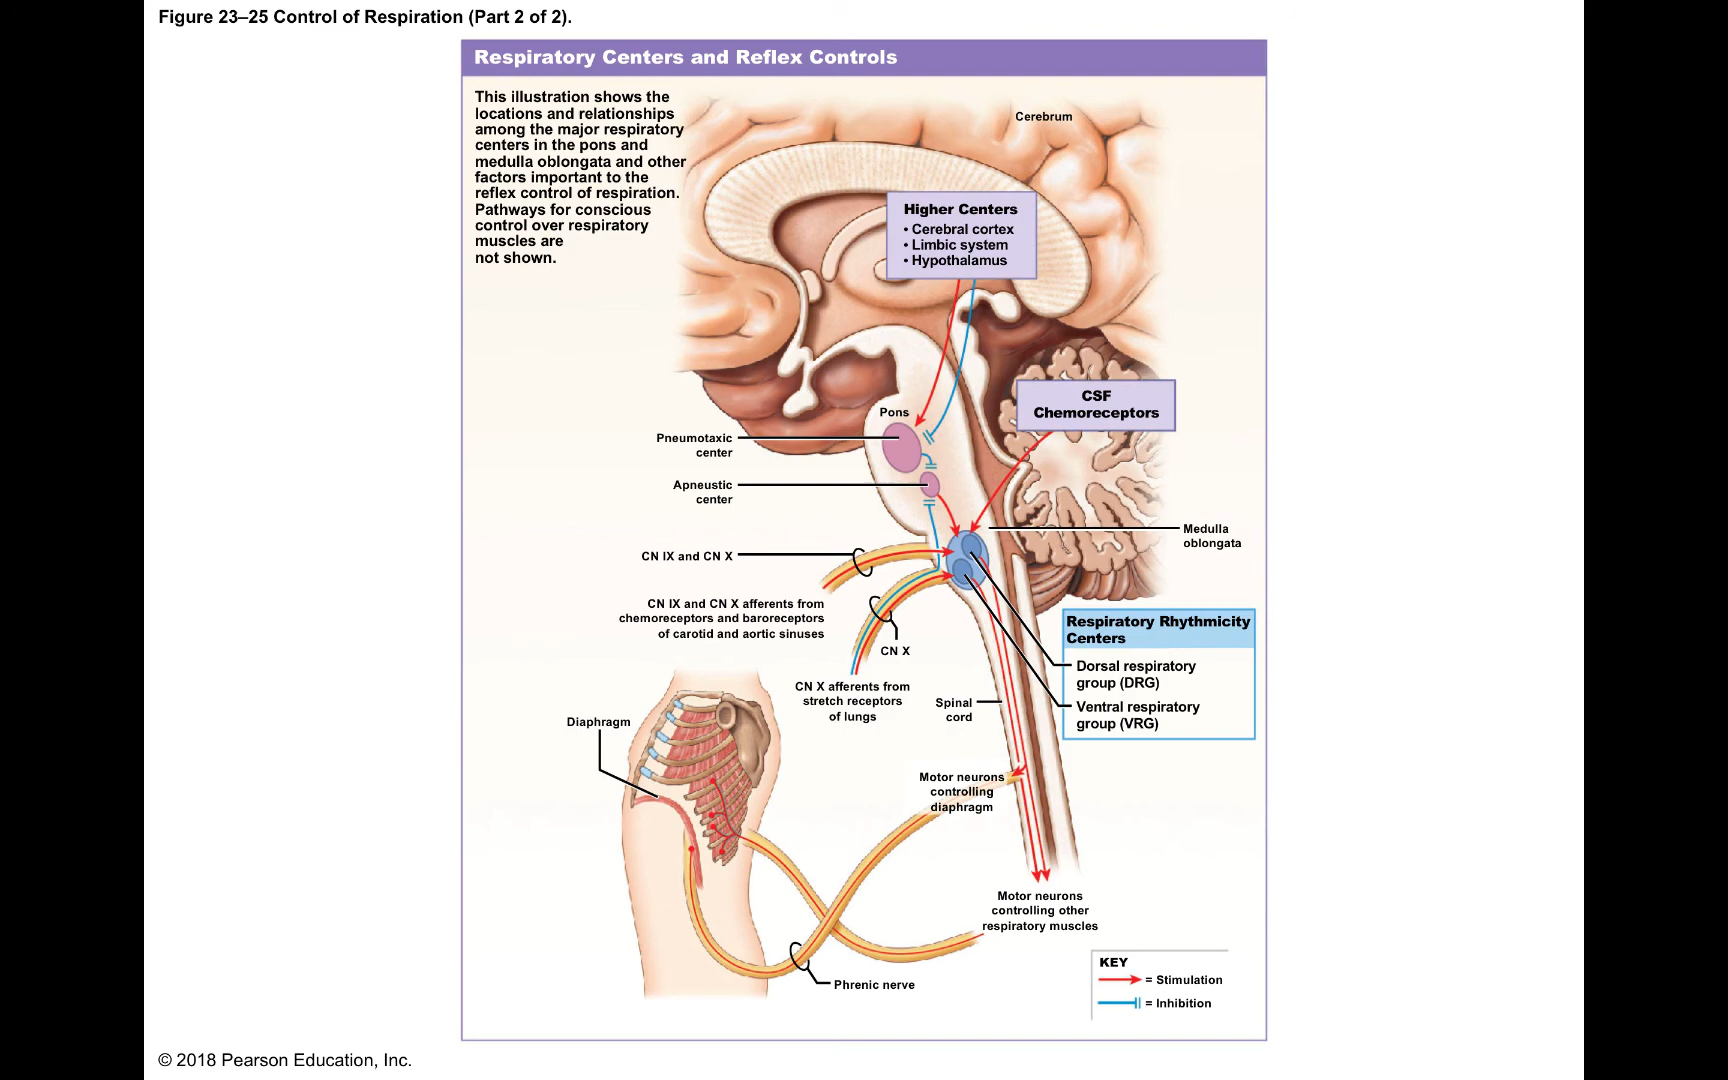 Figure 23–25 Control of Respiration (Part 2 of 2).
Respiratory Centers and Reflex Controls
This illustration shows the
locations and relationships
among the major respiratory
centers in the pons and
medulla oblongata and other
factors important to the
reflex control of respiration.
Pathways for conscious
control over respiratory
muscles are
not shown.
Cerebrum
Higher Centers
• Cerebral cortex
• Limbic system
• Hypothalamus
CSF
Chemoreceptors
Pons
Pneumotaxic
center
Apneustic
center
Medulla
oblongata
CN IX and CN X
CN IX and CN X afferents from
chemoreceptors and baroreceptors
of carotid and aortic sinuses
CN X
CN X afferents from
stretch receptors
of lungs
Respiratory Rhythmicity
Centers
Dorsal respiratory
group (DRG)
Ventral respiratory
group (VRG)
Spinal
cord
Diaphragm
Motor neurons
controlling
diaphragm
Motor neurons
controlling other
respiratory muscles
Phrenic nerve
KEY
= Stimulation
= Inhibition
© 2018 Pearson Education, Inc.